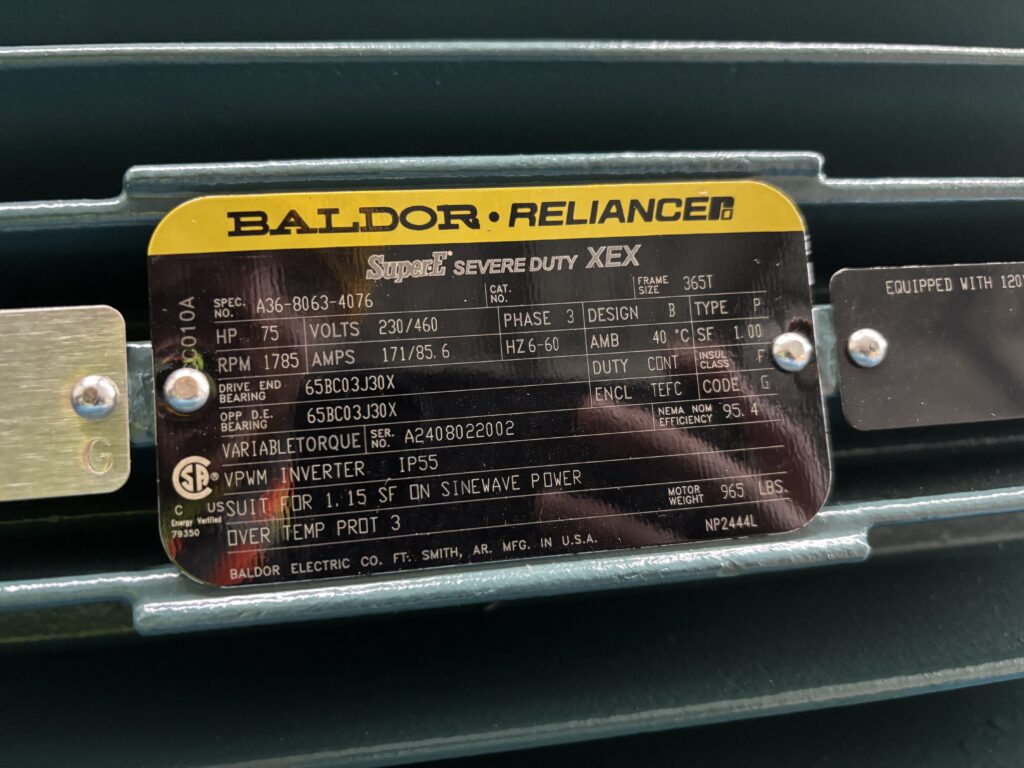 BALDOR • RELIANCE
Super-E SEVERE DUTY XEX
CC010A
SPEC. NO. A36-8063-4076 CAT. NO. FRAME SIZE 365T
HP 75 VOLTS 230/460 PHASE 3 DESIGN B TYPE P
RPM 1785 AMPS 171/85.6 HZ 6-60 AMB 40 °C SF 1.00
DRIVE END BEARING 65BC03J30X DUTY CONT INSUL CLASS F
OPP D.E. BEARING 65BC03J30X ENCL TEFC CODE G
VARIABLETORQUE SER. NO. A2408022002 NEMA NOM EFFICIENCY 95.4
VPWM INVERTER IP55
SUIT FOR 1.15 SF ON SINEWAVE POWER
OVER TEMP PROT 3 MOTOR WEIGHT 965 LBS.
NP2444L
BALDOR ELECTRIC CO. FT. SMITH, AR. MFG. IN U.S.A.
SA ®
C US
Energy Verified
79350
G
EQUIPPED WITH 120V